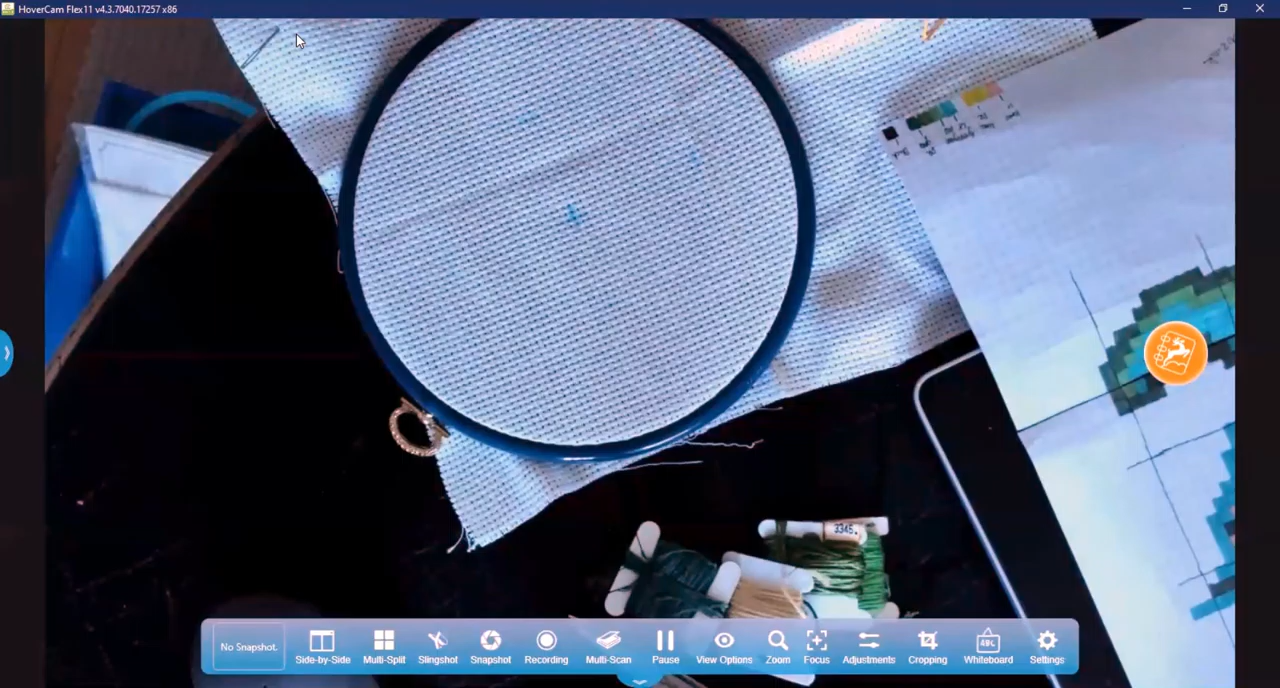 HoverCam Flex11 v4.3.7040.17257 x86
3346.
No Snapshot.
Side-by-Side
Multi-Split
Slingshot
Snapshot
Recording
Multi-Scan
Pause
View Options
Zoom
Focus
Adjustments
Cropping
Whiteboard
Settings